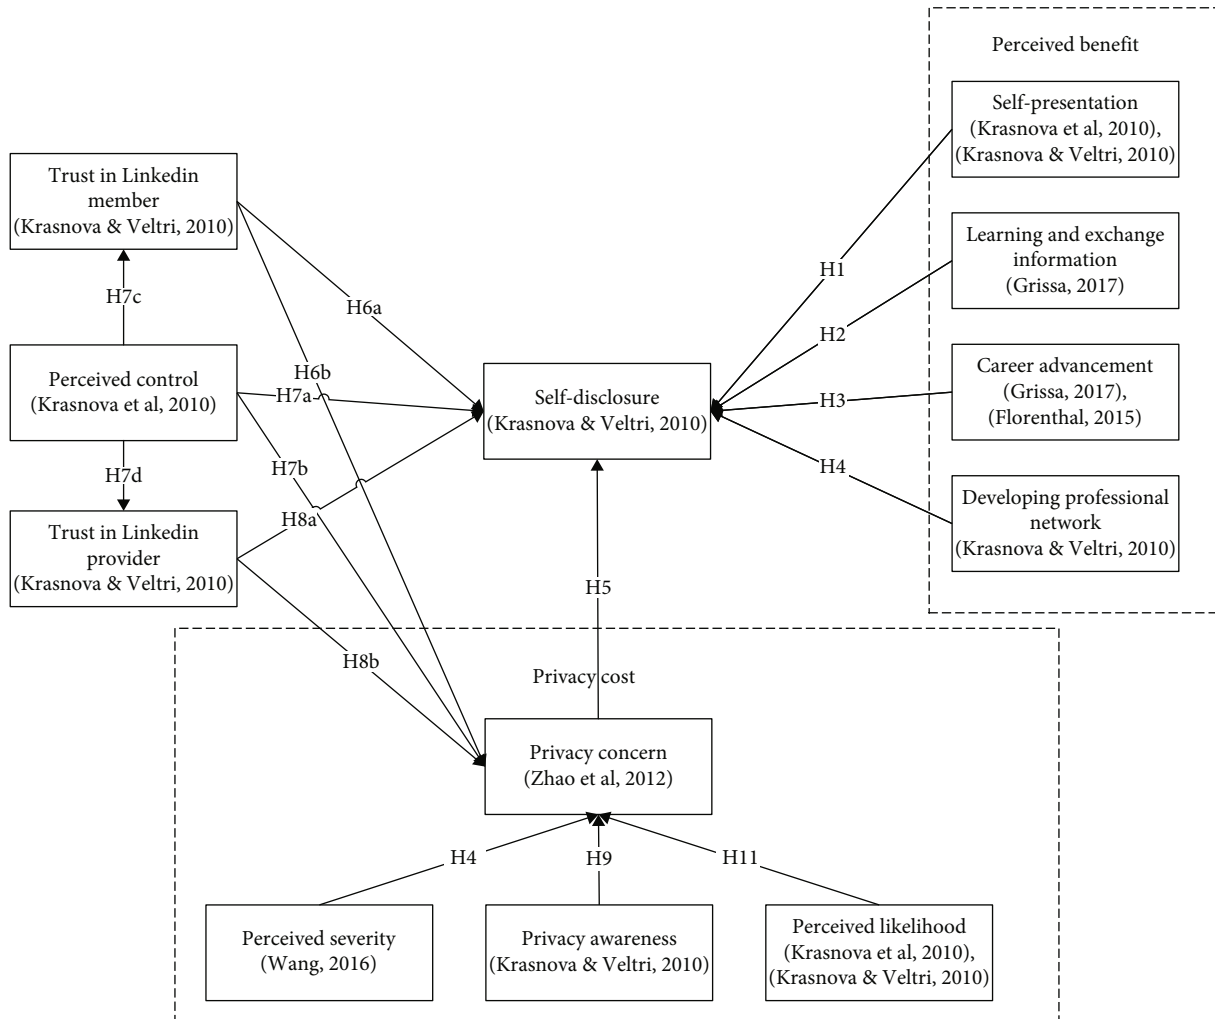 Perceived benefit
Self-presentation
(Krasnova et al, 2010),
(Krasnova & Veltri, 2010)
Trust in Linkedin
member
(Krasnova & Veltri, 2010)
Learning and exchange
information
(Grissa, 2017)
H1
H7c
H6a
H2
Perceived control
(Krasnova et al, 2010)
H6b
H7a
Self-disclosure
(Krasnova & Veltri, 2010)
H3
Career advancement
(Grissa, 2017),
(Florenthal, 2015)
H7d
H7b
H4
Trust in Linkedin
provider
(Krasnova & Veltri, 2010)
H8a
Developing professional
network
(Krasnova & Veltri, 2010)
H5
H8b
Privacy cost
Privacy concern
(Zhao et al, 2012)
H4
H9
H11
Perceived severity
(Wang, 2016)
Privacy awareness
(Krasnova & Veltri, 2010)
Perceived likelihood
(Krasnova et al, 2010),
(Krasnova & Veltri, 2010)